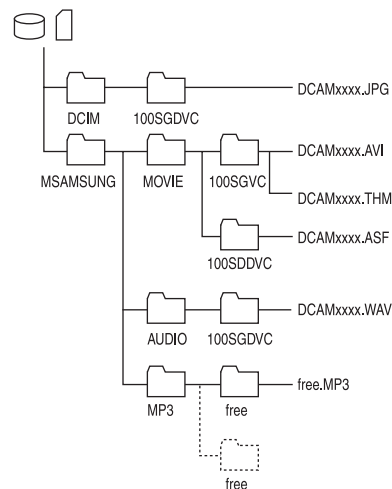 DCAMxxxx.JPG
DCIM 100SGDVC
DCAMxxxx.AVI
MSAMSUNG MOVIE 100SGVC
DCAMxxxx.THM
DCAMxxxx.ASF
100SDDVC
DCAMxxxx.WAV
AUDIO 100SGDVC
free.MP3
MP3 free
free